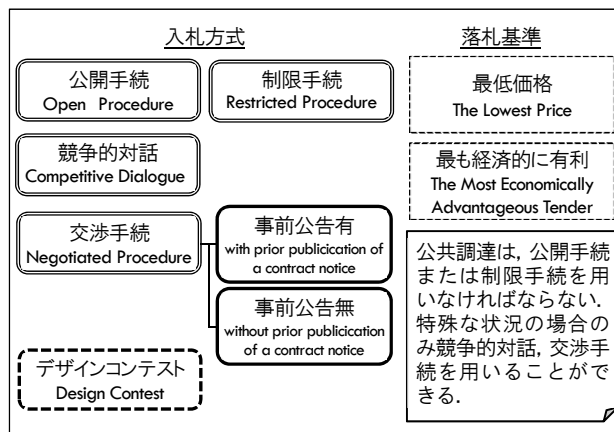 入札方式
公開手続
Open Procedure
制限手続
Restricted Procedure
競争的対話
Competitive Dialogue
交渉手続
Negotiated Procedure
事前公告有
with prior publicication of
a contract notice
事前公告無
without prior publicication
of a contract notice
デザインコンテスト
Design Contest
落札基準
最低価格
The Lowest Price
最も経済的に有利
The Most Economically
Advantageous Tender
公共調達は，公開手続
または制限手続を用
いなければならない．
特殊な状況の場合の
み競争的対話，交渉手
続を用いることがで
きる．